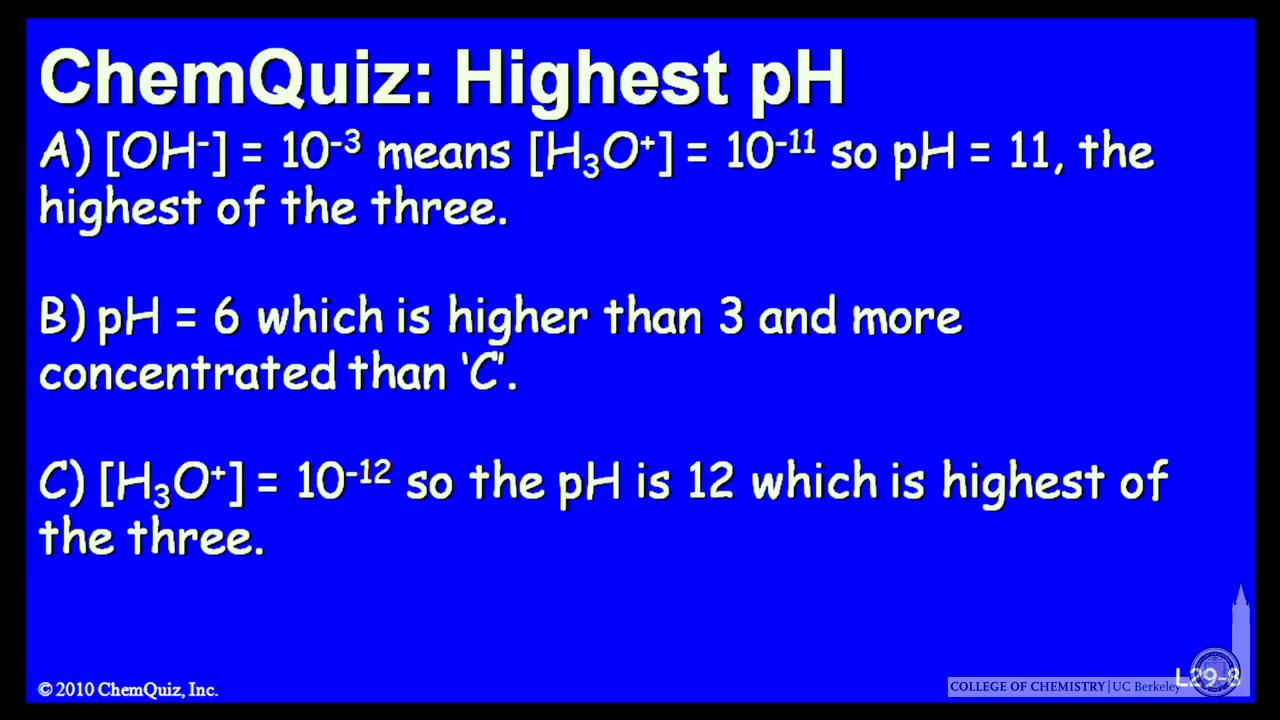 ChemQuiz: Highest pH
A) [OH⁻] = 10⁻³ means [H₃O⁺] = 10⁻¹¹ so pH = 11, the
highest of the three.
B) pH = 6 which is higher than 3 and more
concentrated than ‘C’.
C) [H₃O⁺] = 10⁻¹² so the pH is 12 which is highest of
the three.
© 2010 ChemQuiz, Inc.
COLLEGE OF CHEMISTRY | UC Berkeley
L29-8